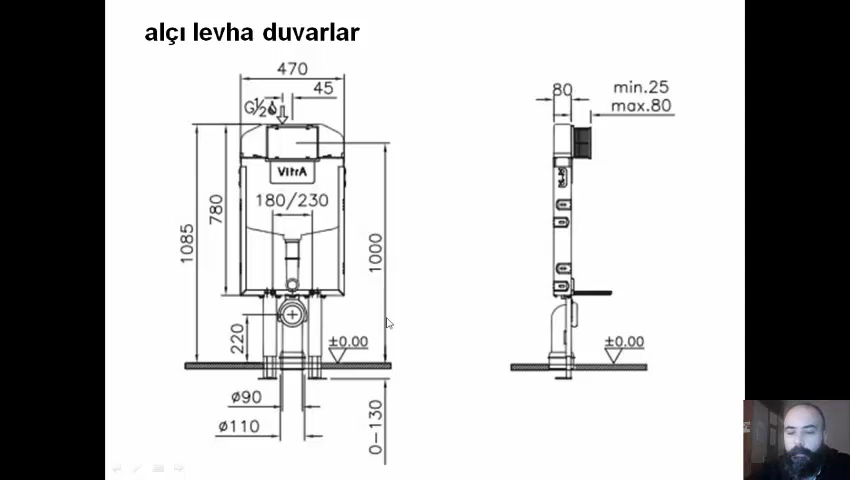 alçı levha duvarlar
470
45
G½
VitrA
180/230
780
1085
1000
220
±0.00
ø90
ø110
0-130
80
min.25
max.80
±0.00